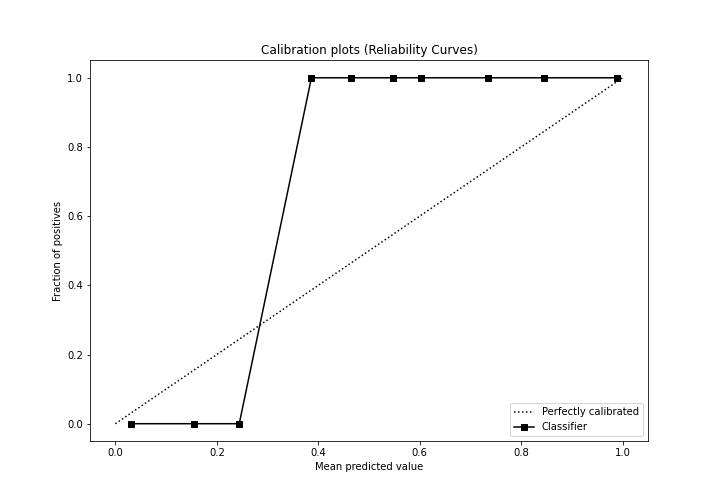 Calibration plots (Reliability Curves)
1.0
0.8
0.6
0.4
0.2
0.0
Fraction of positives
Perfectly calibrated
Classifier
0.0 0.2 0.4 0.6 0.8 1.0
Mean predicted value